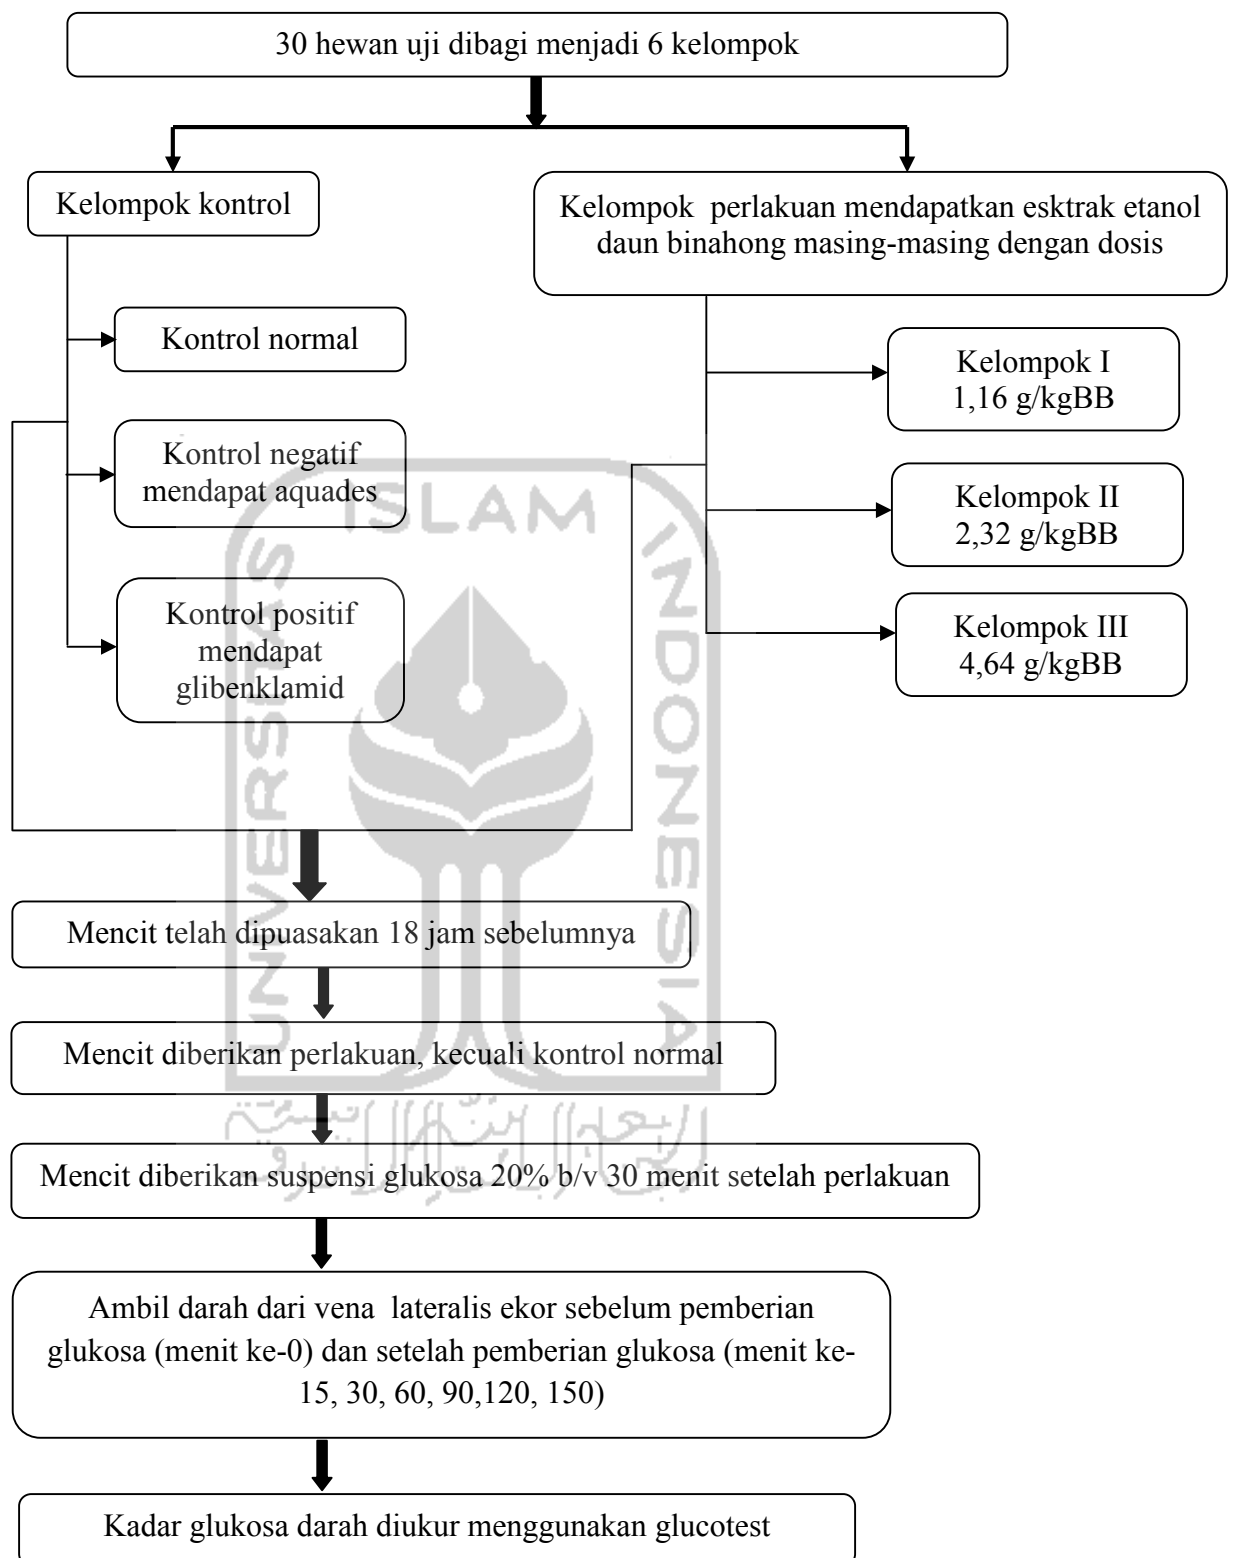 30 hewan uji dibagi menjadi 6 kelompok
Kelompok kontrol
Kelompok perlakuan mendapatkan esktrak etanol
daun binahong masing-masing dengan dosis
Kontrol normal
Kontrol negatif
mendapat aquades
Kontrol positif
mendapat
glibenklamid
Kelompok I
1,16 g/kgBB
Kelompok II
2,32 g/kgBB
Kelompok III
4,64 g/kgBB
UNIVERSITAS
ISLAM
INDONESIA
Mencit telah dipuasakan 18 jam sebelumnya
Mencit diberikan perlakuan, kecuali kontrol normal
Mencit diberikan suspensi glukosa 20% b/v 30 menit setelah perlakuan
Ambil darah dari vena lateralis ekor sebelum pemberian
glukosa (menit ke-0) dan setelah pemberian glukosa (menit ke-
15, 30, 60, 90,120, 150)
Kadar glukosa darah diukur menggunakan glucotest